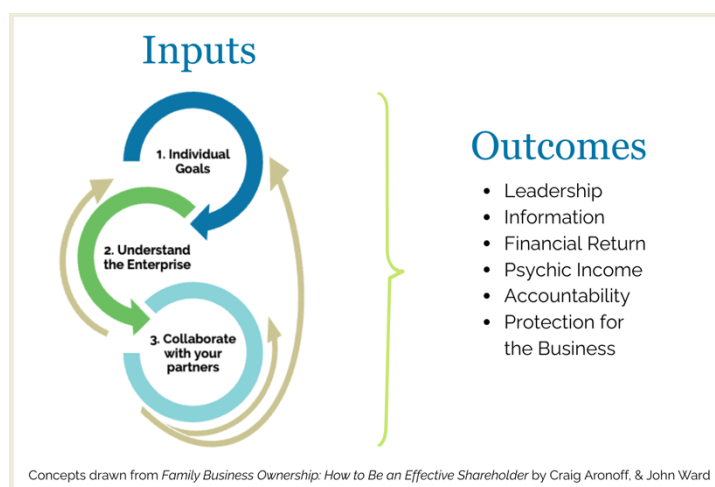 Inputs
1. Individual
Goals
2. Understand
the Enterprise
3. Collaborate
with your
partners
Outcomes
• Leadership
• Information
• Financial Return
• Psychic Income
• Accountability
• Protection for
the Business
Concepts drawn from Family Business Ownership: How to Be an Effective Shareholder by Craig Aronoff, & John Ward